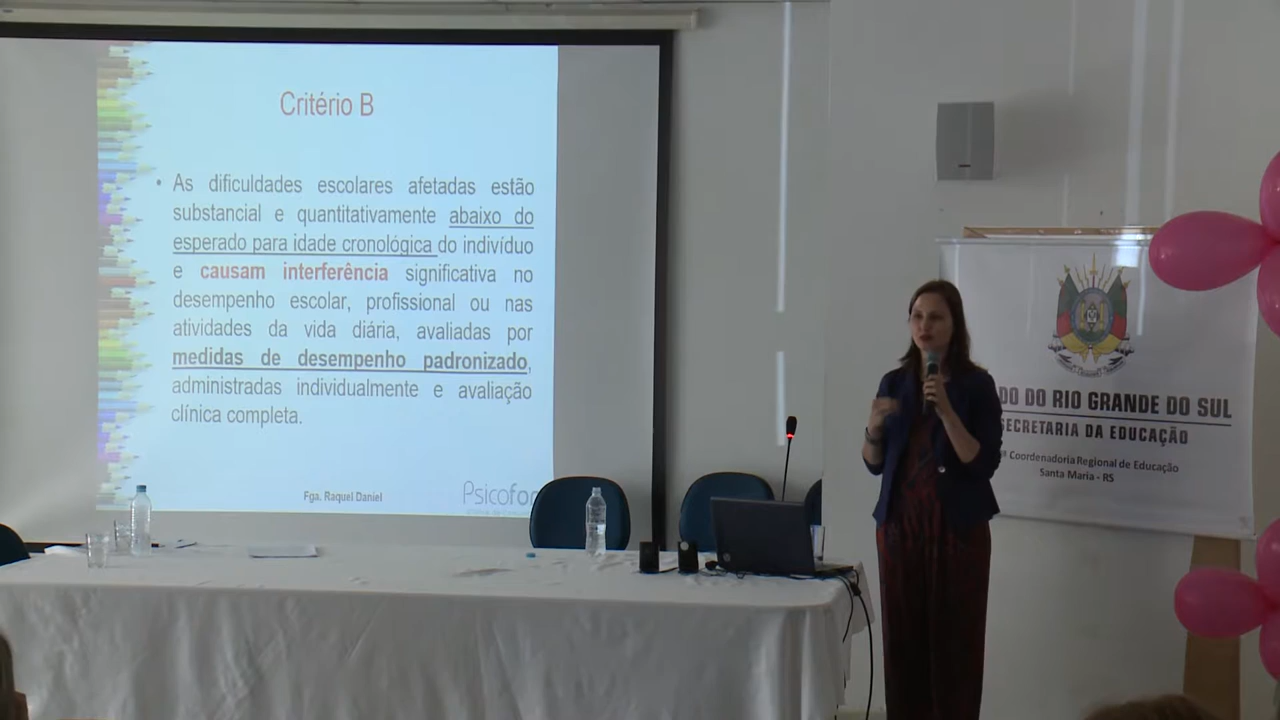 Critério B
• As dificuldades escolares afetadas estão
substancial e quantitativamente abaixo do
esperado para idade cronológica do indivíduo
e causam interferência significativa no
desempenho escolar, profissional ou nas
atividades da vida diária, avaliadas por
medidas de desempenho padronizado,
administradas individualmente e avaliação
clínica completa.
Fga. Raquel Daniel
Psicofon
DO DO RIO GRANDE DO SUL
SECRETARIA DA EDUCAÇÃO
ª Coordenadoria Regional de Educação
Santa Maria - RS